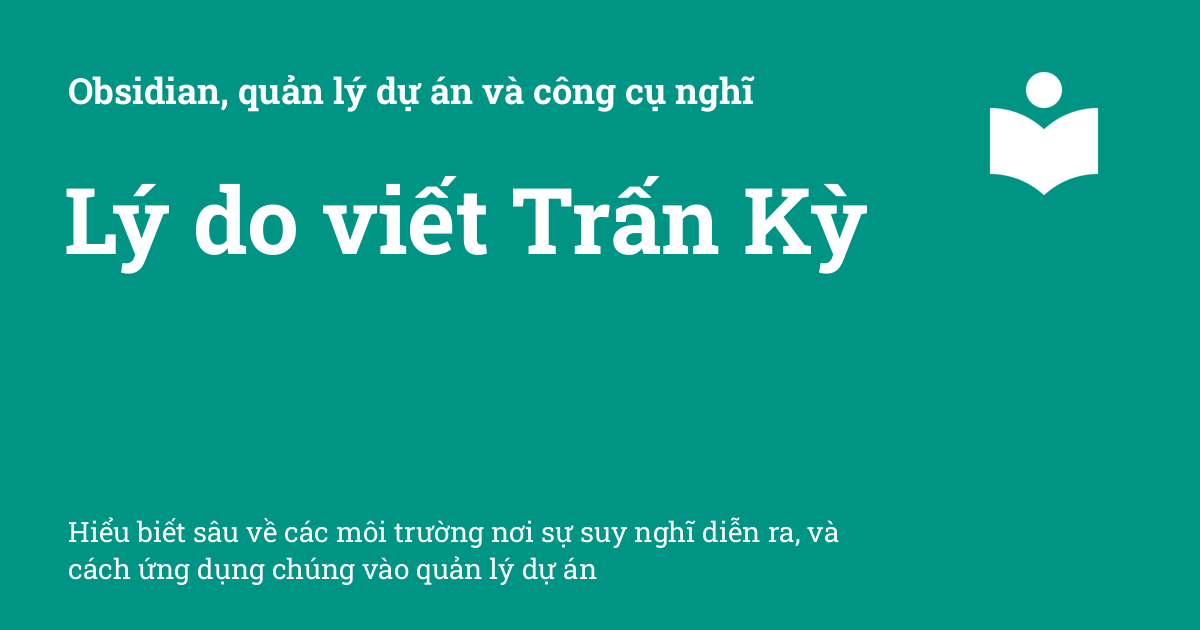 Obsidian, quản lý dự án và công cụ nghĩ
Lý do viết Trấn Kỳ
Hiểu biết sâu về các môi trường nơi sự suy nghĩ diễn ra, và
cách ứng dụng chúng vào quản lý dự án